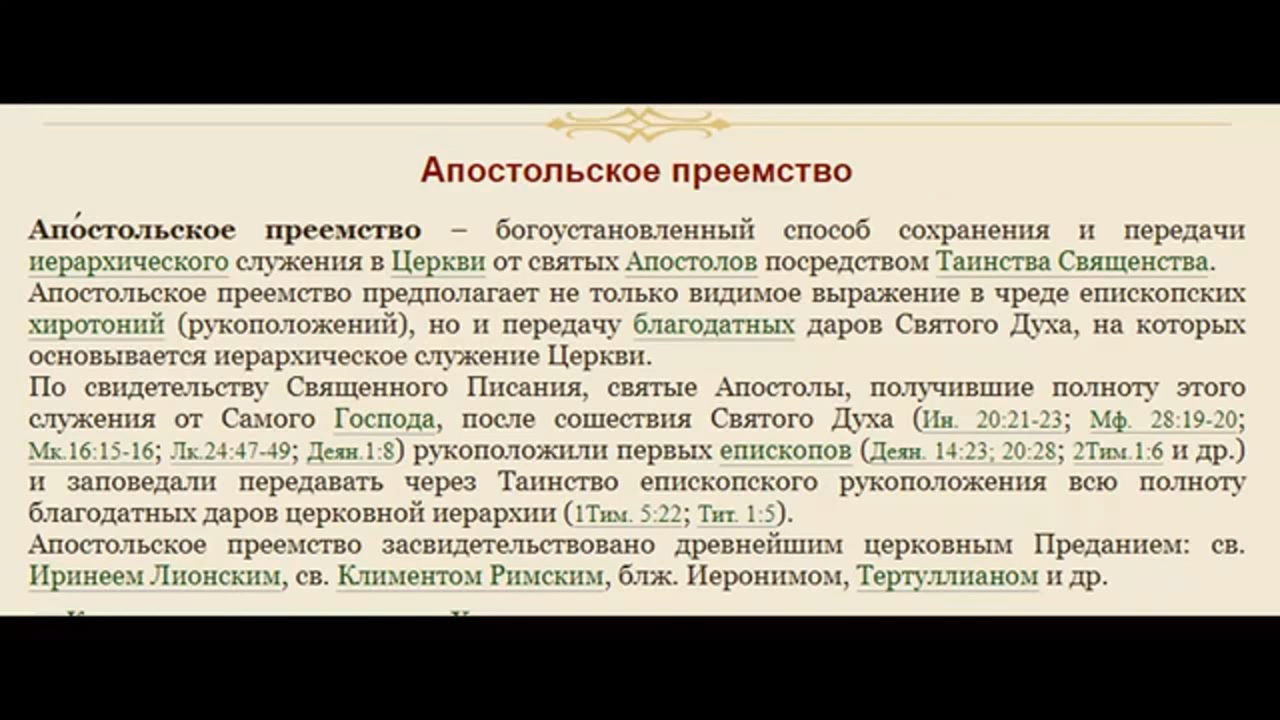 Апостольское преемство
Апо́стольское преемство – богоустановленный способ сохранения и передачи
иерархического служения в Церкви от святых Апостолов посредством Таинства Священства.
Апостольское преемство предполагает не только видимое выражение в чреде епископских
хиротоний (рукоположений), но и передачу благодатных даров Святого Духа, на которых
основывается иерархическое служение Церкви.
По свидетельству Священного Писания, святые Апостолы, получившие полноту этого
служения от Самого Господа, после сошествия Святого Духа (Ин. 20:21-23; Мф. 28:19-20;
Мк.16:15-16; Лк.24:47-49; Деян.1:8) рукоположили первых епископов (Деян. 14:23; 20:28; 2Тим.1:6 и др.)
и заповедали передавать через Таинство епископского рукоположения всю полноту
благодатных даров церковной иерархии (1Тим. 5:22; Тит. 1:5).
Апостольское преемство засвидетельствовано древнейшим церковным Преданием: св.
Иринеем Лионским, св. Климентом Римским, блж. Иеронимом, Тертуллианом и др.